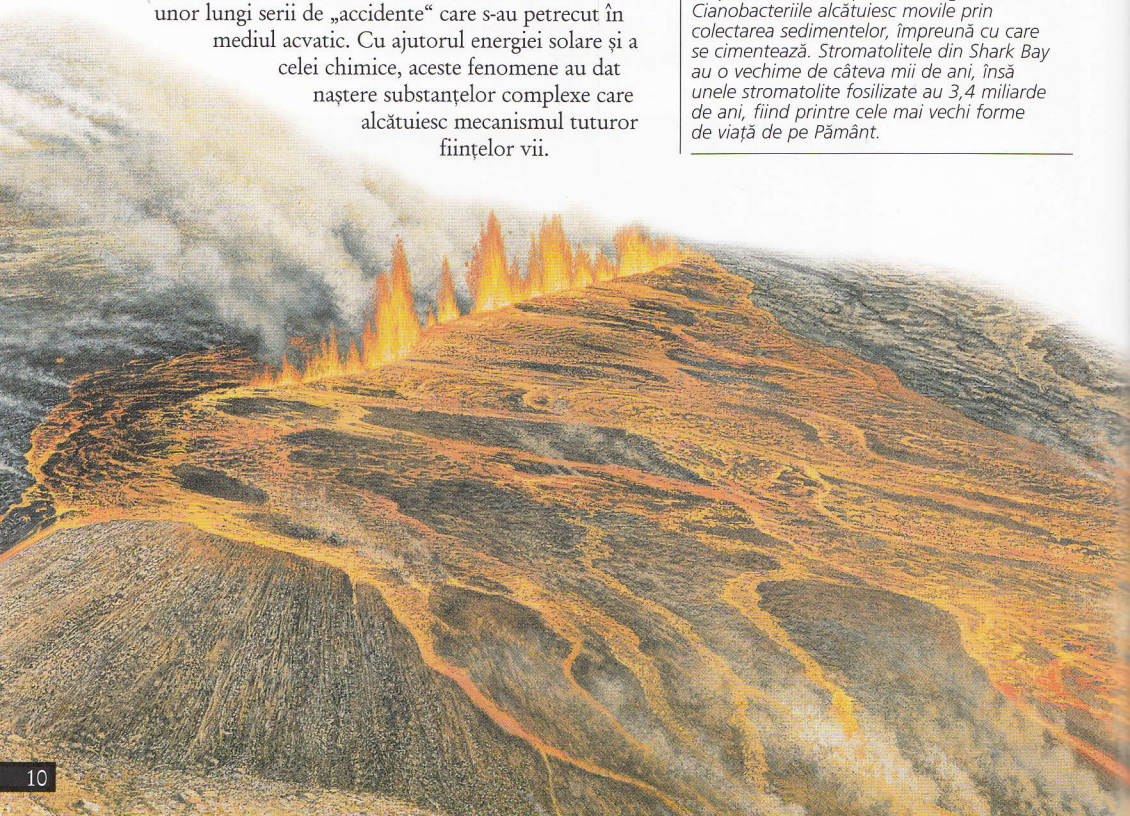 unor lungi serii de „accidente“ care s-au petrecut în
mediul acvatic. Cu ajutorul energiei solare și a
celei chimice, aceste fenomene au dat
naștere substanțelor complexe care
alcătuiesc mecanismul tuturor
ființelor vii.
Cianobacteriile alcătuiesc movile prin
colectarea sedimentelor, împreună cu care
se cimentează. Stromatolitele din Shark Bay
au o vechime de câteva mii de ani, însă
unele stromatolite fosilizate au 3,4 miliarde
de ani, fiind printre cele mai vechi forme
de viață de pe Pământ.
10